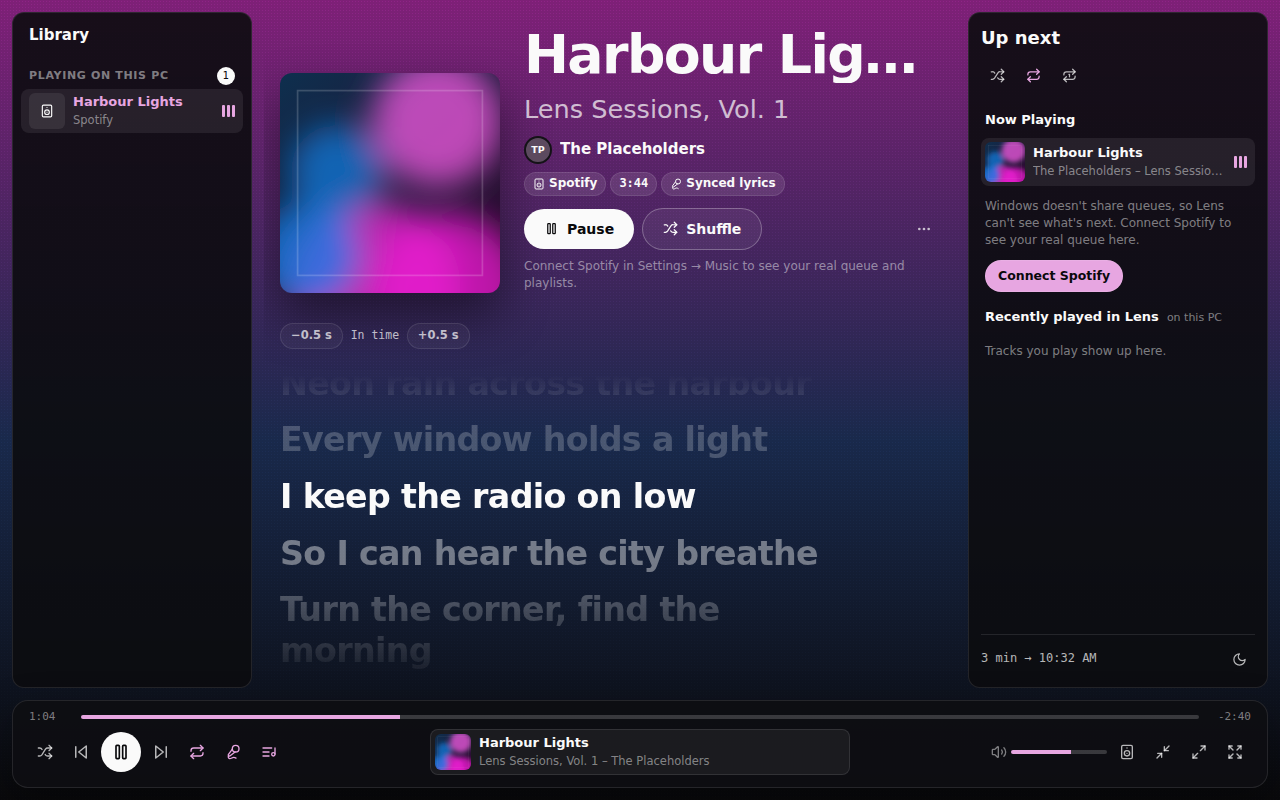 Library
PLAYING ON THIS PC
1
Harbour Lights
Spotify
Harbour Lig...
Lens Sessions, Vol. 1
TP
The Placeholders
Spotify
3:44
Synced lyrics
Pause
Shuffle
Connect Spotify in Settings → Music to see your real queue and
playlists.
−0.5 s
In time
+0.5 s
Neon rain across the harbour
Every window holds a light
I keep the radio on low
So I can hear the city breathe
Turn the corner, find the
morning
Up next
Now Playing
Harbour Lights
The Placeholders – Lens Sessio...
Windows doesn't share queues, so Lens
can't see what's next. Connect Spotify to
see your real queue here.
Connect Spotify
Recently played in Lens on this PC
Tracks you play show up here.
3 min → 10:32 AM
1:04
-2:40
Harbour Lights
Lens Sessions, Vol. 1 – The Placeholders